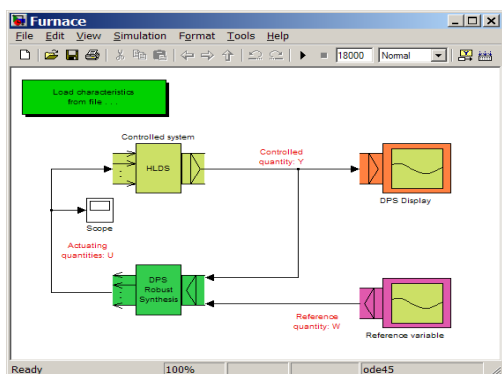 Furnace
File Edit View Simulation Format Tools Help
18000 Normal
Load characteristics
from file . . .
Controlled system
HLDS
Controlled
quantity: Y
DPS Display
Scope
Actuating
quantities: U
DPS
Robust
Synthesis
Reference
quantity: W
Reference variable
Ready 100% ode45